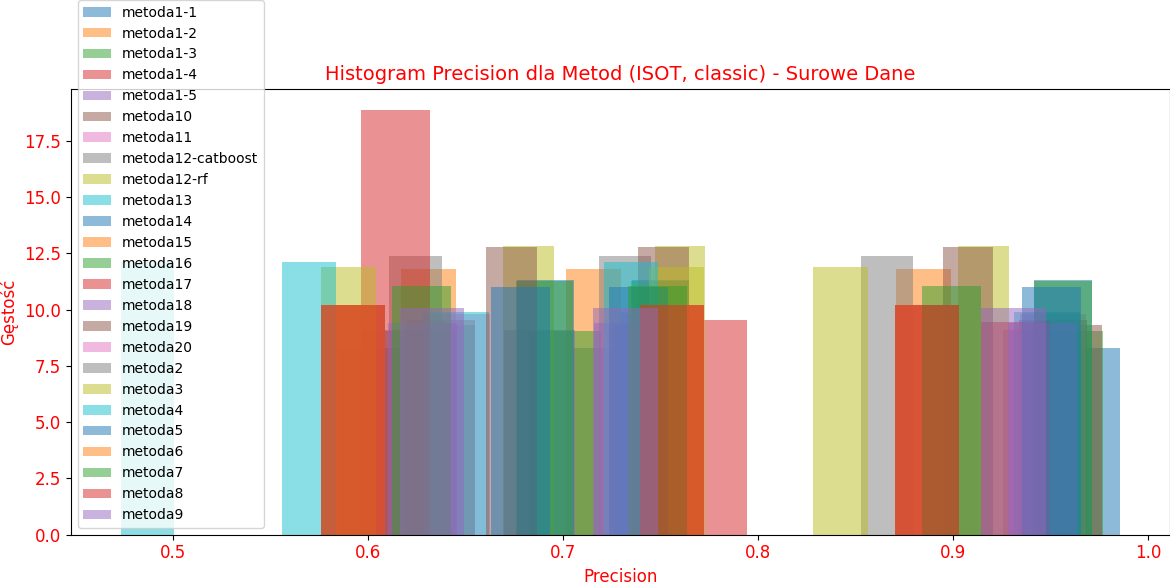 metoda1-1
metoda1-2
metoda1-3
metoda1-4
metoda1-5
metoda10
metoda11
metoda12-catboost
metoda12-rf
metoda13
metoda14
metoda15
metoda16
metoda17
metoda18
metoda19
metoda20
metoda2
metoda3
metoda4
metoda5
metoda6
metoda7
metoda8
metoda9
Histogram Precision dla Metod (ISOT, classic) - Surowe Dane
Gęstość
17.5
15.0
12.5
10.0
7.5
5.0
2.5
0.0
0.5 0.6 0.7 0.8 0.9 1.0
Precision